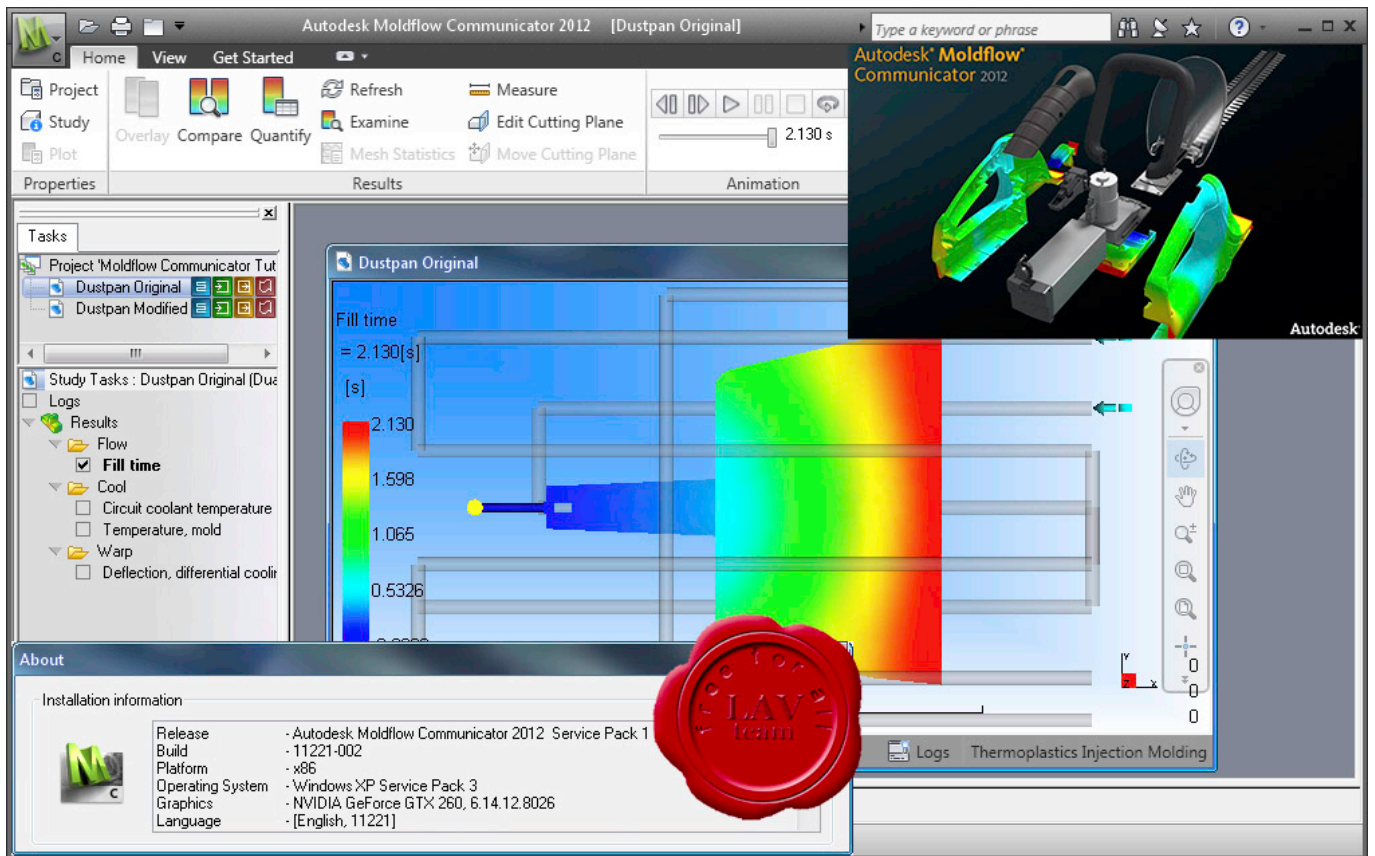 Autodesk Moldflow Communicator 2012 [Dustpan Original]
Type a keyword or phrase
C
Home View Get Started
Project
Study
Plot
Overlay Compare Quantify
Refresh
Examine
Mesh Statistics
Measure
Edit Cutting Plane
Move Cutting Plane
2.130 s
Properties Results Animation
Autodesk® Moldflow®
Communicator 2012
Autodesk
Tasks
Project 'Moldflow Communicator Tut
Dustpan Original
Dustpan Modified
Study Tasks : Dustpan Original (Dua
Logs
Results
Flow
Fill time
Cool
Circuit coolant temperature
Temperature, mold
Warp
Deflection, differential coolin
Dustpan Original
Fill time
= 2.130[s]
[s]
2.130
1.598
1.065
0.5326
Y
Z X
0
0
0
Logs Thermoplastics Injection Molding
About
Installation information
Release - Autodesk Moldflow Communicator 2012 Service Pack 1
Build - 11221-002
Platform - x86
Operating System - Windows XP Service Pack 3
Graphics - NVIDIA GeForce GTX 260, 6.14.12.8026
Language - [English, 11221]
C
free for all
LAV
team